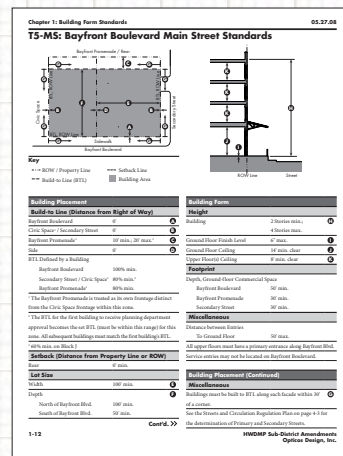 Chapter 1: Building Form Standards
05.27.08
T5-MS: Bayfront Boulevard Main Street Standards
Bayfront Promenade / Rear
Civic Space
Secondary Street
BTL, ROW Line
Sidewalk
Bayfront Boulevard
ROW Line
Street
Key
ROW / Property Line
Setback Line
Build-to Line (BTL)
Building Area
Building Placement
Build-to Line (Distance from Right of Way)
Bayfront Boulevard 0' A
Civic Space / Secondary Street 0' B
Bayfront Promenade 10' min.; 20' max. C
Side 0' D
BTL Defined by a Building
Bayfront Boulevard 100% min.
Secondary Street / Civic Space 80% min.
Bayfront Promenade 80% min.
The Bayfront Promenade is treated as its own frontage distinct
from the Civic Space frontage within this zone.
The BTL for the first building to receive planning department
approval becomes the set BTL (must be within this range) for this
zone. All subsequent buildings must match the first building's BTL.
60% min. on Block J
Setback (Distance from Property Line or ROW)
Rear 0' min.
Lot Size
Width 100' min. E
Depth F
North of Bayfront Blvd. 100' min.
South of Bayfront Blvd. 50' min.
Cont'd. >>
Building Form
Height
Building 2 Stories min.; H
4 Stories max.
Ground Floor Finish Level 6" max. I
Ground Floor Ceiling 14' min. clear J
Upper Floor(s) Ceiling 8' min. clear K
Footprint
Depth, Ground-floor Commercial Space
Bayfront Boulevard 50' min.
Bayfront Promenade 30' min.
Secondary Street 30' min.
Miscellaneous
Distance between Entries
To Ground Floor 50' max.
All upper floors must have a primary entrance along Bayfront Blvd.
Service entries may not be located on Bayfront Boulevard.
Building Placement (Continued)
Miscellaneous
Buildings must be built to BTL along each facade within 30' G
of a corner.
See the Streets and Circulation Regulation Plan on page 4-3 for
the determination of Primary and Secondary Streets.
1-12
HWDMP Sub-District Amendments
Opticos Design, Inc.